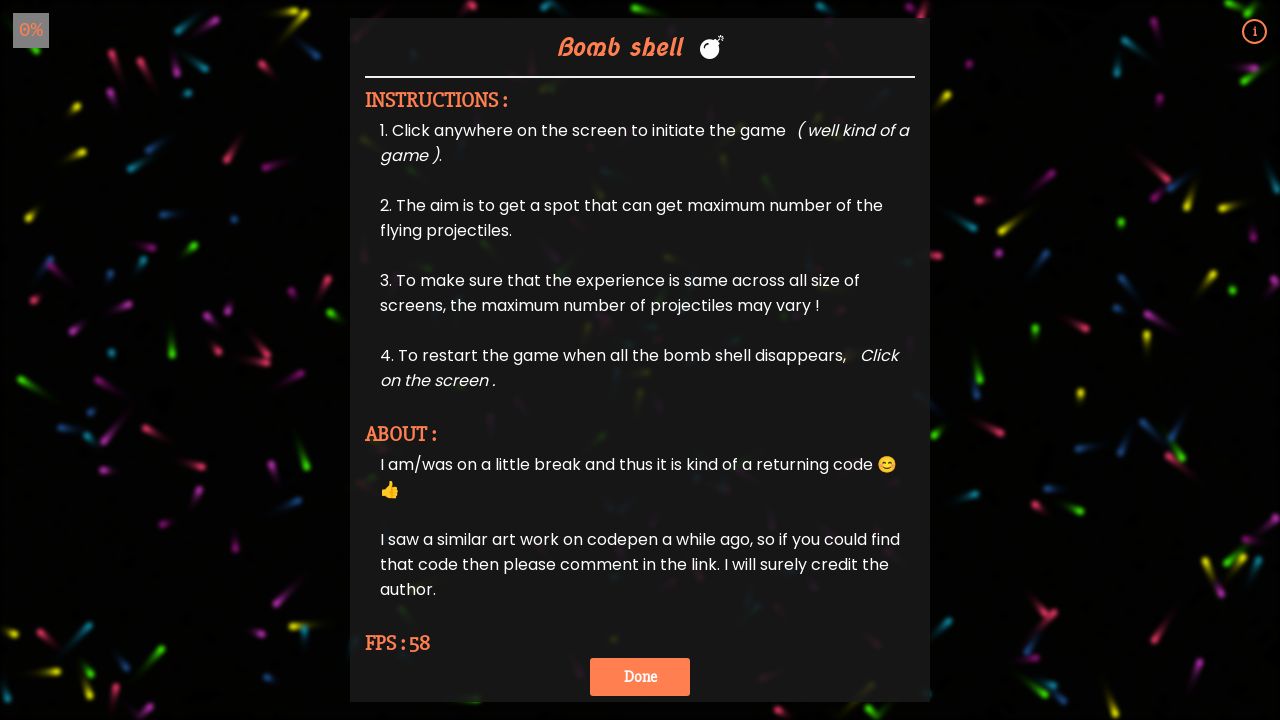 0%
i
Bomb shell 💣
INSTRUCTIONS :
1. Click anywhere on the screen to initiate the game ( well kind of a
game ).
2. The aim is to get a spot that can get maximum number of the
flying projectiles.
3. To make sure that the experience is same across all size of
screens, the maximum number of projectiles may vary !
4. To restart the game when all the bomb shell disappears, Click
on the screen .
ABOUT :
I am/was on a little break and thus it is kind of a returning code 😊
👍
I saw a similar art work on codepen a while ago, so if you could find
that code then please comment in the link. I will surely credit the
author.
FPS : 58
Done